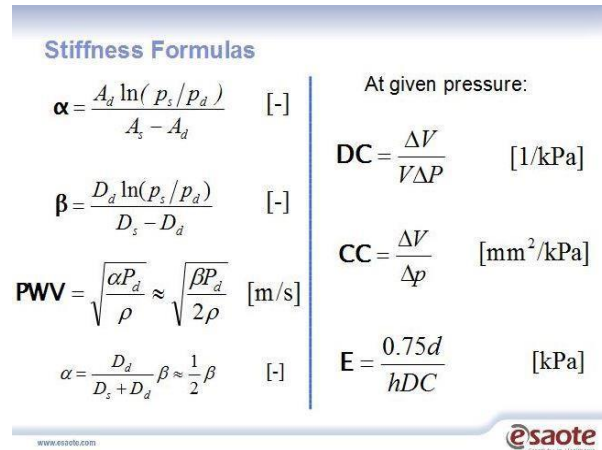 Stiffness Formulas
α = A_d ln( p_s/p_d ) / A_s − A_d [-]
β = D_d ln(p_s/p_d) / D_s − D_d [-]
PWV = √(αP_d / ρ) ≈ √(βP_d / 2ρ) [m/s]
α = D_d / D_s + D_d β ≈ 1/2 β [-]
At given pressure:
DC = ΔV / VΔP [1/kPa]
CC = ΔV / Δp [mm²/kPa]
E = 0.75d / hDC [kPa]
www.esaote.com
esaote